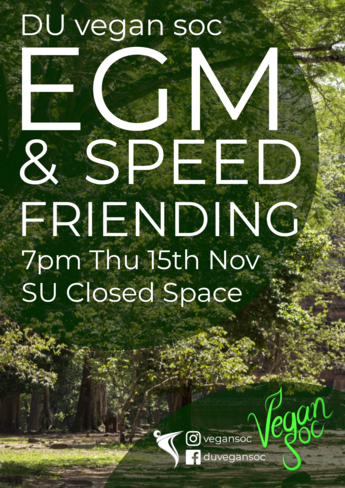 DU vegan soc
EGM
& SPEED
FRIENDING
7pm Thu 15th Nov
SU Closed Space
vegansoc
duvegansoc
Vegan
Soc